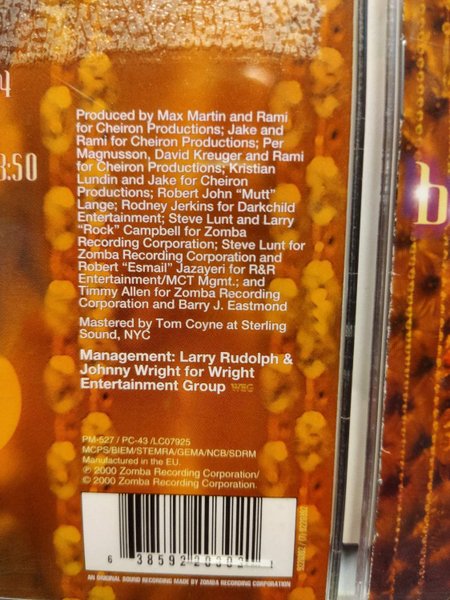 3:50
Produced by Max Martin and Rami
for Cheiron Productions; Jake and
Rami for Cheiron Productions; Per
Magnusson, David Kreuger and Rami
for Cheiron Productions; Kristian
Lundin and Jake for Cheiron
Productions; Robert John “Mutt”
Lange; Rodney Jerkins for Darkchild
Entertainment; Steve Lunt and Larry
“Rock” Campbell for Zomba
Recording Corporation; Steve Lunt for
Zomba Recording Corporation and
Robert “Esmail” Jazayeri for R&R
Entertainment/MCT Mgmt.; and
Timmy Allen for Zomba Recording
Corporation and Barry J. Eastmond
Mastered by Tom Coyne at Sterling
Sound, NYC
Management: Larry Rudolph &
Johnny Wright for Wright
Entertainment Group WEG
PM-527 / PC-43 /LC07925
MCPS/BIEM/STEMRA/GEMA/NCB/SDRM
Manufactured in the EU.
℗ 2000 Zomba Recording Corporation/
© 2000 Zomba Recording Corporation.
AN ORIGINAL SOUND RECORDING MADE BY ZOMBA RECORDING CORPORATION
b